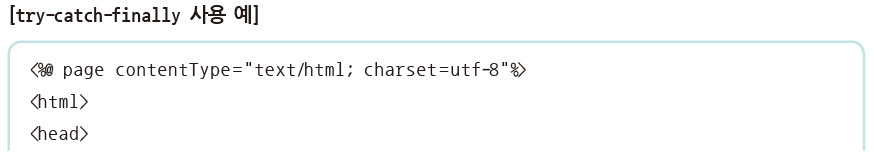 [try-catch-finally 사용 예]
<%@ page contentType="text/html; charset=utf-8"%>
<html>
<head>